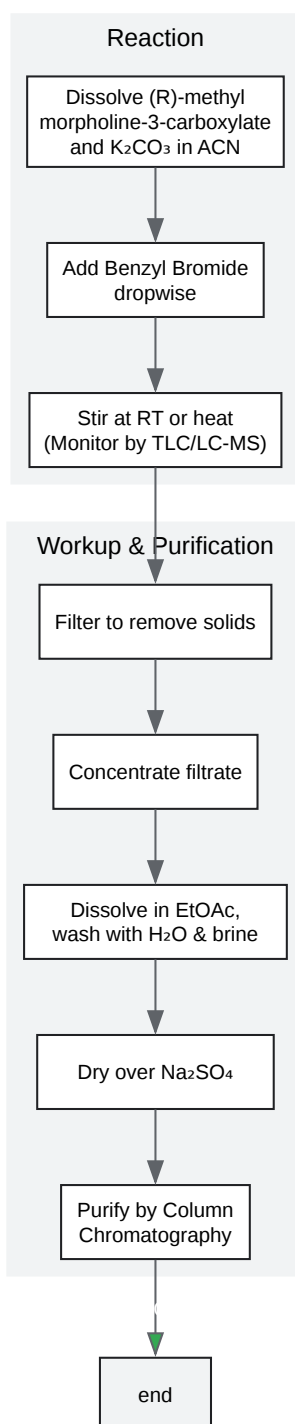 Reaction
Dissolve (R)-methyl
morpholine-3-carboxylate
and K₂CO₃ in ACN
Add Benzyl Bromide
dropwise
Stir at RT or heat
(Monitor by TLC/LC-MS)
Workup & Purification
Filter to remove solids
Concentrate filtrate
Dissolve in EtOAc,
wash with H₂O & brine
Dry over Na₂SO₄
Purify by Column
Chromatography
end